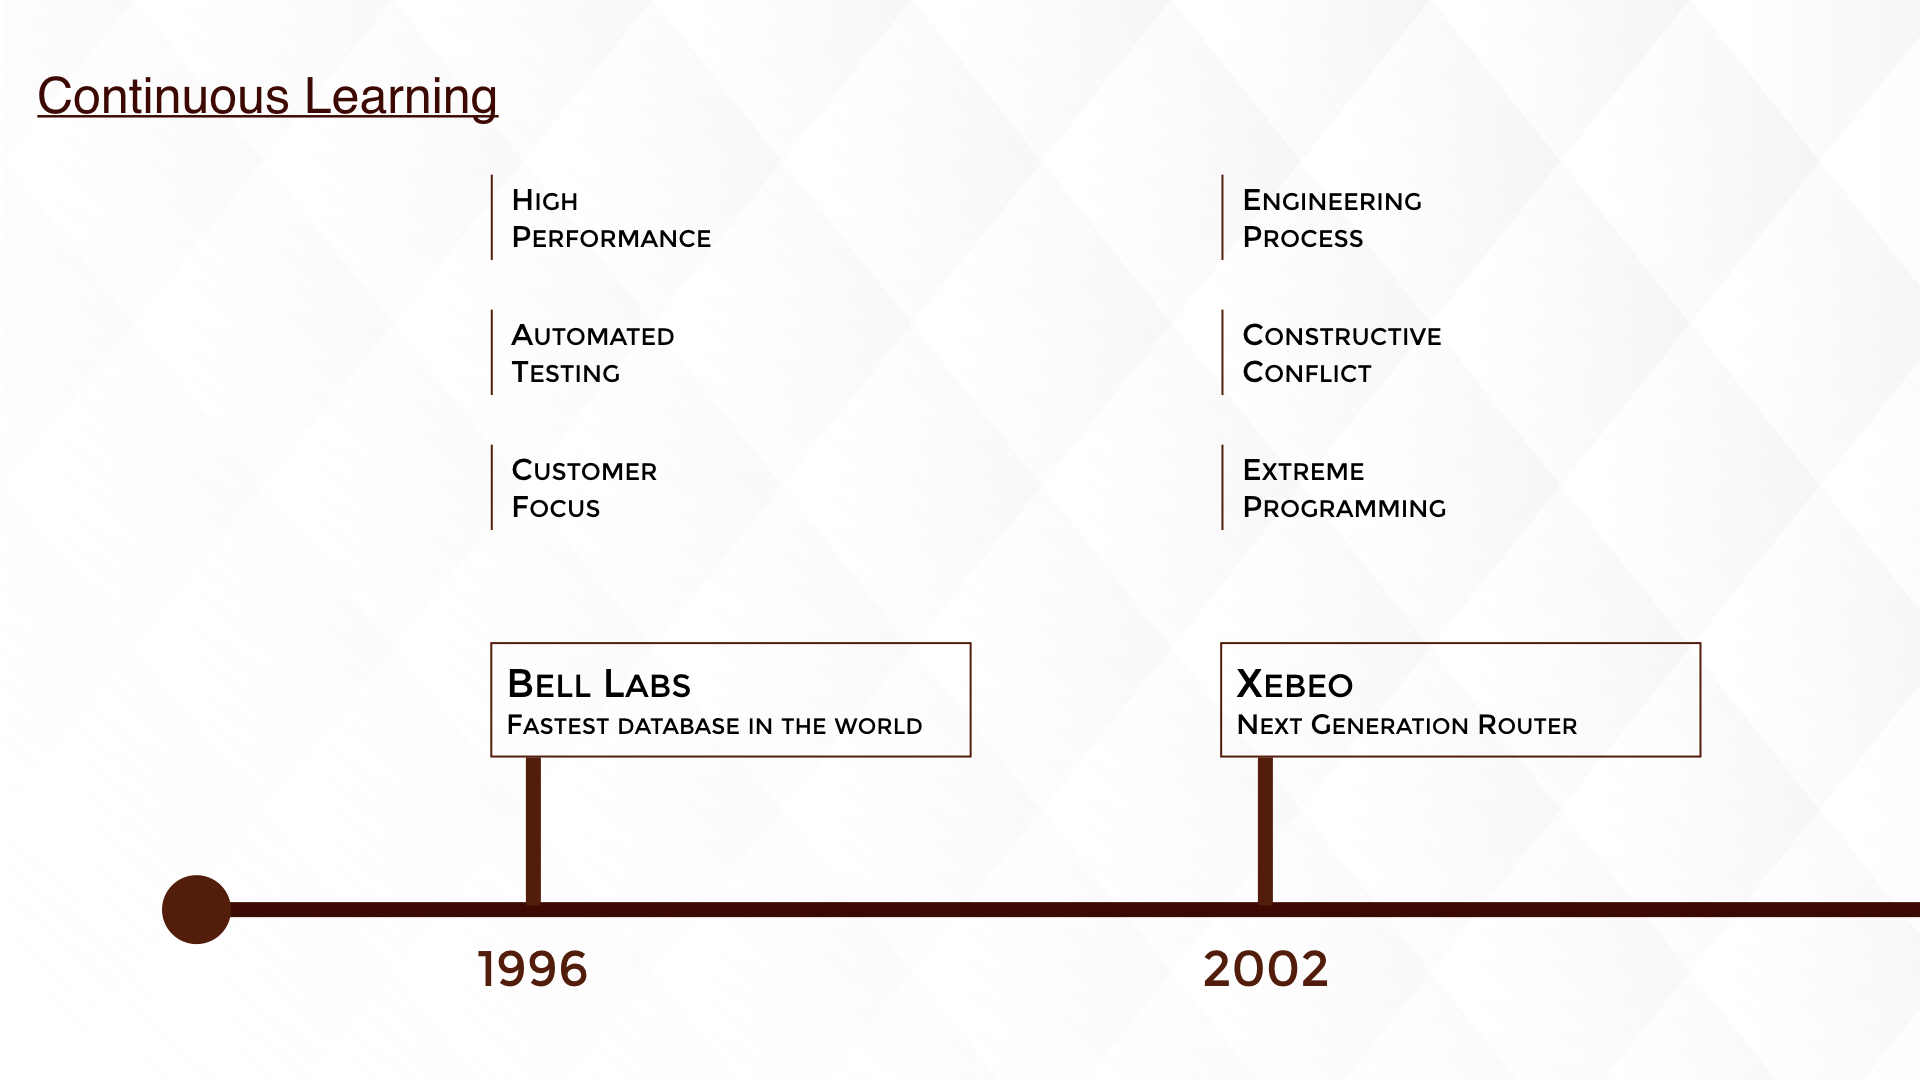 Continuous Learning
High
Performance
Automated
Testing
Customer
Focus
Engineering
Process
Constructive
Conflict
Extreme
Programming
Bell Labs
Fastest database in the world
Xebeo
Next Generation Router
1996
2002